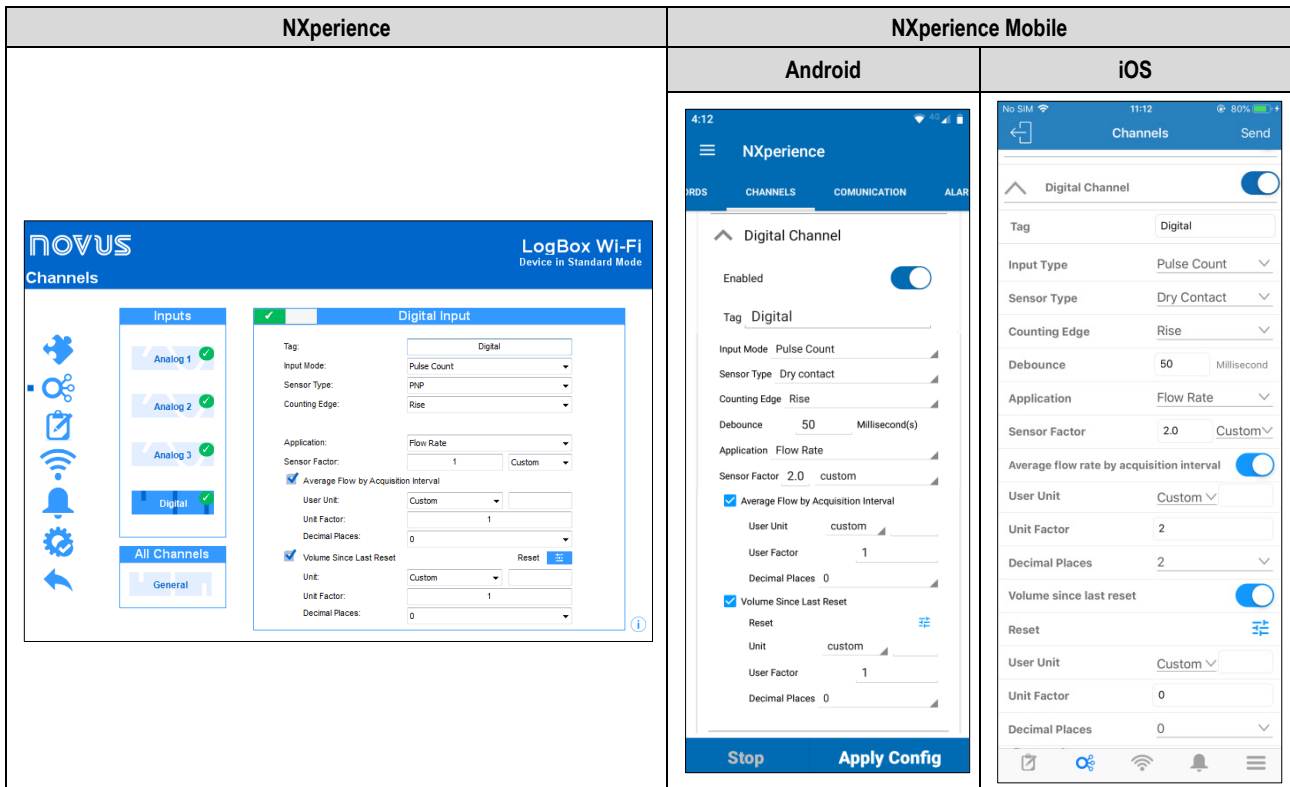 NXperience
NXperience Mobile
Android
iOS
NOVUS
Channels
LogBox Wi-Fi
Device in Standard Mode
Inputs
Analog 1
Analog 2
Analog 3
Digital
All Channels
General
Digital Input
Tag: Digital
Input Mode: Pulse Count
Sensor Type: PNP
Counting Edge: Rise
Application: Flow Rate
Sensor Factor: 1 Custom
Average Flow by Acquisition Interval
User Unit: Custom
Unit Factor: 1
Decimal Places: 0
Volume Since Last Reset Reset
Unit: Custom
Unit Factor: 1
Decimal Places: 0
4:12 4G
NXperience
ORDS CHANNELS COMUNICATION ALAR
Digital Channel
Enabled
Tag Digital
Input Mode Pulse Count
Sensor Type Dry contact
Counting Edge Rise
Debounce 50 Millisecond(s)
Application Flow Rate
Sensor Factor 2.0 custom
Average Flow by Acquisition Interval
User Unit custom
User Factor 1
Decimal Places 0
Volume Since Last Reset
Reset
Unit custom
User Factor 1
Decimal Places 0
Stop Apply Config
No SIM 11:12 80%
Channels Send
Digital Channel
Tag Digital
Input Type Pulse Count
Sensor Type Dry Contact
Counting Edge Rise
Debounce 50 Millisecond
Application Flow Rate
Sensor Factor 2.0 Custom
Average flow rate by acquisition interval
User Unit Custom
Unit Factor 2
Decimal Places 2
Volume since last reset
Reset
User Unit Custom
Unit Factor 0
Decimal Places 0